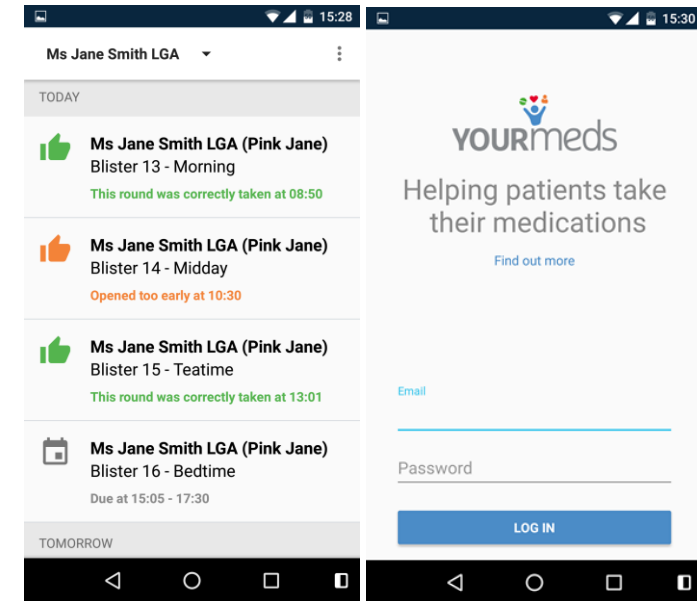 15:28
Ms Jane Smith LGA
TODAY
Ms Jane Smith LGA (Pink Jane)
Blister 13 - Morning
This round was correctly taken at 08:50
Ms Jane Smith LGA (Pink Jane)
Blister 14 - Midday
Opened too early at 10:30
Ms Jane Smith LGA (Pink Jane)
Blister 15 - Teatime
This round was correctly taken at 13:01
Ms Jane Smith LGA (Pink Jane)
Blister 16 - Bedtime
Due at 15:05 - 17:30
TOMORROW
15:30
YOURmeds
Helping patients take
their medications
Find out more
Email
Password
LOG IN